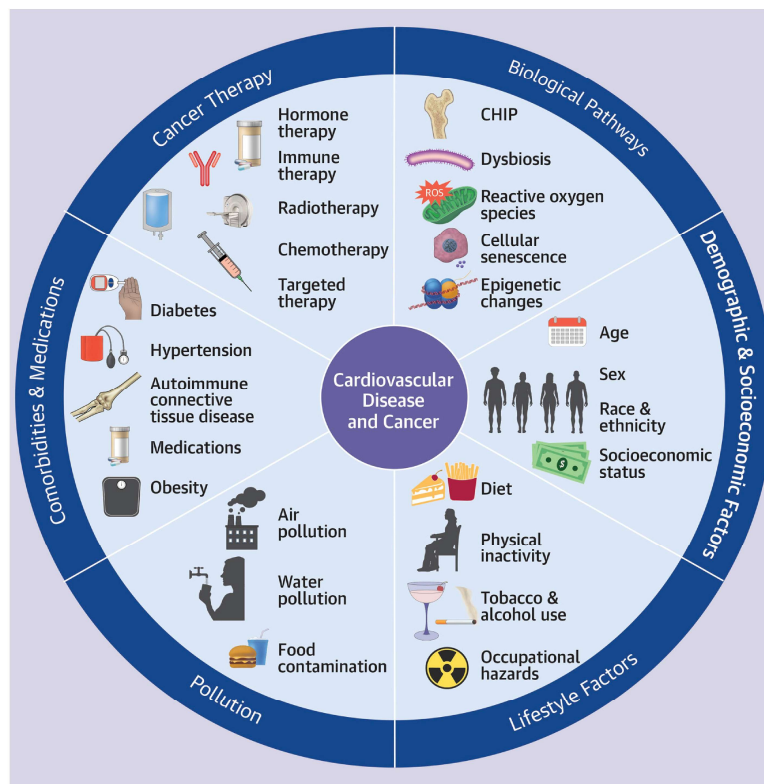 Cancer Therapy
Hormone
therapy
Immune
therapy
Radiotherapy
Chemotherapy
Targeted
therapy
Biological Pathways
CHIP
Dysbiosis
ROS
Reactive oxygen
species
Cellular
senescence
Epigenetic
changes
Demographic & Socioeconomic Factors
Age
Sex
Race &
ethnicity
Socioeconomic
status
$
Cardiovascular
Disease
and Cancer
Comorbidities & Medications
Diabetes
Hypertension
Autoimmune
connective
tissue disease
Medications
Obesity
Pollution
Air
pollution
Water
pollution
Food
contamination
Lifestyle Factors
Diet
Physical
inactivity
Tobacco &
alcohol use
Occupational
hazards